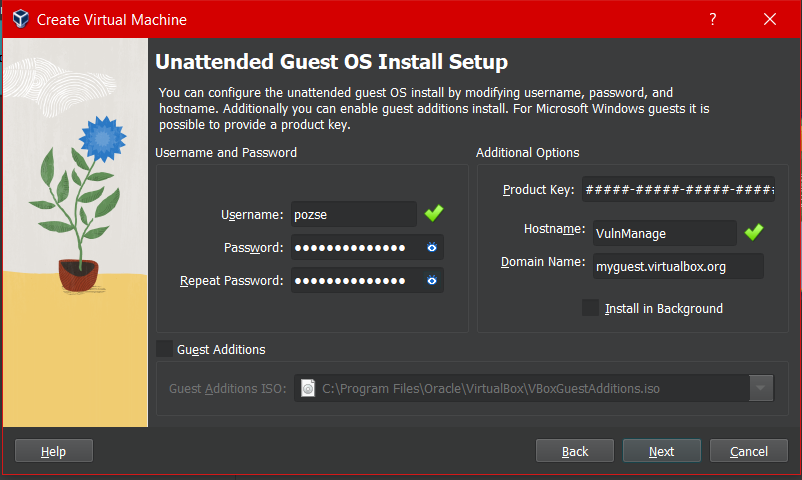 Create Virtual Machine
?
Unattended Guest OS Install Setup
You can configure the unattended guest OS install by modifying username, password, and
hostname. Additionally you can enable guest additions install. For Microsoft Windows guests it is
possible to provide a product key.
Username and Password
Username: pozse
Password: ●●●●●●●●●●●●●●
Repeat Password: ●●●●●●●●●●●●●●
Additional Options
Product Key: #####-#####-#####-####
Hostname: VulnManage
Domain Name: myguest.virtualbox.org
Install in Background
Guest Additions
Guest Additions ISO: C:\Program Files\Oracle\VirtualBox\VBoxGuestAdditions.iso
Help Back Next Cancel